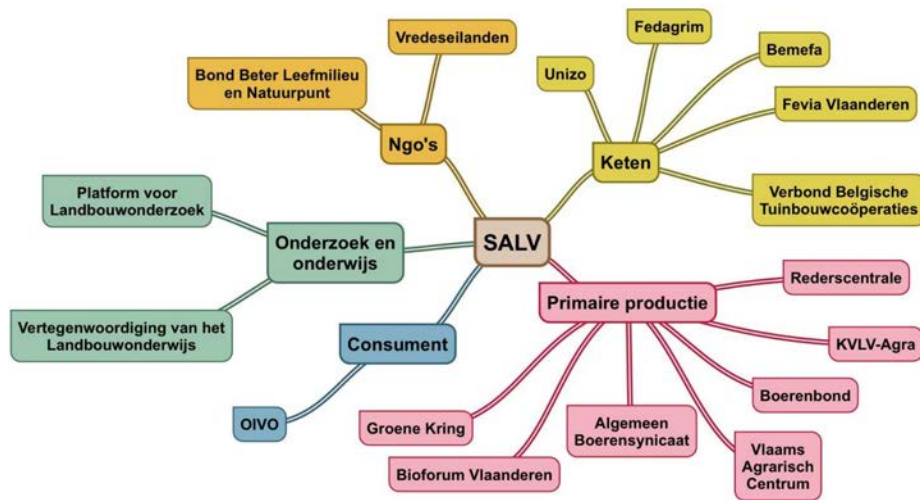 Vredeseilanden
Bond Beter Leefmilieu
en Natuurpunt
Ngo's
Fedagrim
Unizo
Bemefa
Fevia Vlaanderen
Keten
Verbond Belgische
Tuinbouwcoöperaties
Platform voor
Landbouwonderzoek
Onderzoek en
onderwijs
Vertegenwoordiging van het
Landbouwonderwijs
SALV
Consument
OIVO
Primaire productie
Rederscentrale
KVLV-Agra
Boerenbond
Vlaams
Agrarisch
Centrum
Algemeen
Boerensynicaat
Bioforum Vlaanderen
Groene Kring